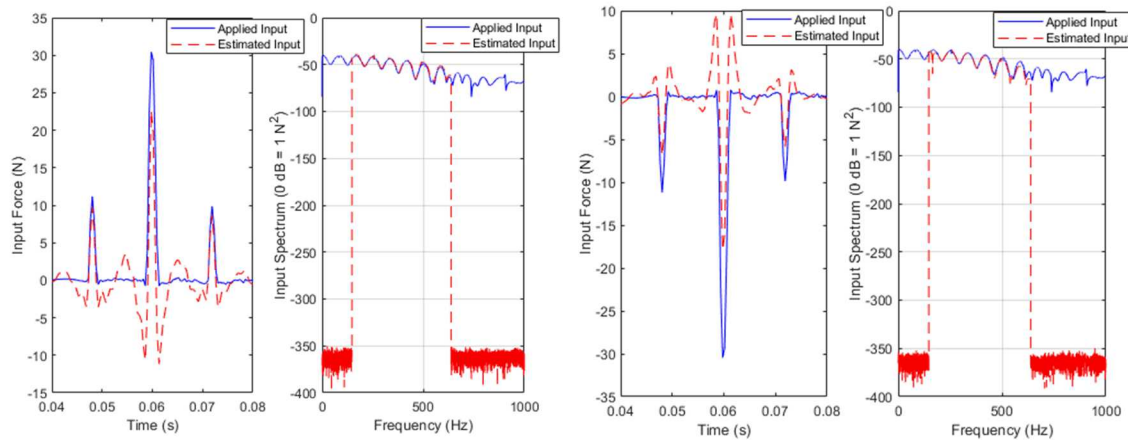 Applied Input
Estimated Input
Input Force (N)
35
30
25
20
15
10
5
0
-5
-10
-15
0.04 0.05 0.06 0.07 0.08
Time (s)
Applied Input
Estimated Input
Input Spectrum (0 dB = 1 N²)
0
-50
-100
-150
-200
-250
-300
-350
-400
0 500 1000
Frequency (Hz)
Applied Input
Estimated Input
Input Force (N)
10
5
0
-5
-10
-15
-20
-25
-30
-35
0.04 0.05 0.06 0.07 0.08
Time (s)
Applied Input
Estimated Input
Input Spectrum (0 dB = 1 N²)
0
-50
-100
-150
-200
-250
-300
-350
-400
0 500 1000
Frequency (Hz)